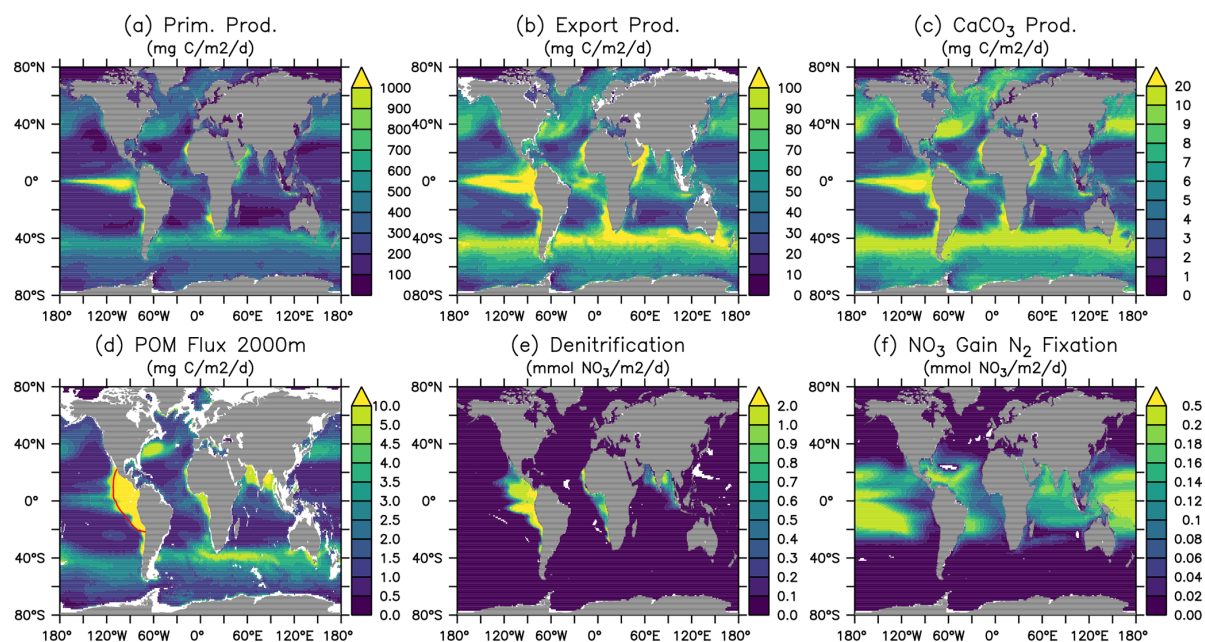 (a) Prim. Prod.
(mg C/m2/d)
80°N
40°N
0°
40°S
80°S
180° 120°W 60°W 0° 60°E 120°E 180°
1000
900
800
700
600
500
400
300
200
100
0
(b) Export Prod.
(mg C/m2/d)
80°N
40°N
0°
40°S
80°S
180° 120°W 60°W 0° 60°E 120°E 180°
100
90
80
70
60
50
40
30
20
10
0
(c) CaCO₃ Prod.
(mg C/m2/d)
80°N
40°N
0°
40°S
80°S
180° 120°W 60°W 0° 60°E 120°E 180°
20
10
9
8
7
6
5
4
3
2
1
0
(d) POM Flux 2000m
(mg C/m2/d)
80°N
40°N
0°
40°S
80°S
180° 120°W 60°W 0° 60°E 120°E 180°
10.0
5.0
4.5
4.0
3.5
3.0
2.5
2.0
1.5
1.0
0.5
0.0
(e) Denitrification
(mmol NO₃/m2/d)
80°N
40°N
0°
40°S
80°S
180° 120°W 60°W 0° 60°E 120°E 180°
2.0
1.0
0.9
0.8
0.7
0.6
0.5
0.4
0.3
0.2
0.1
0.0
(f) NO₃ Gain N₂ Fixation
(mmol NO₃/m2/d)
80°N
40°N
0°
40°S
80°S
180° 120°W 60°W 0° 60°E 120°E 180°
0.5
0.2
0.18
0.16
0.14
0.12
0.1
0.08
0.06
0.04
0.02
0.00